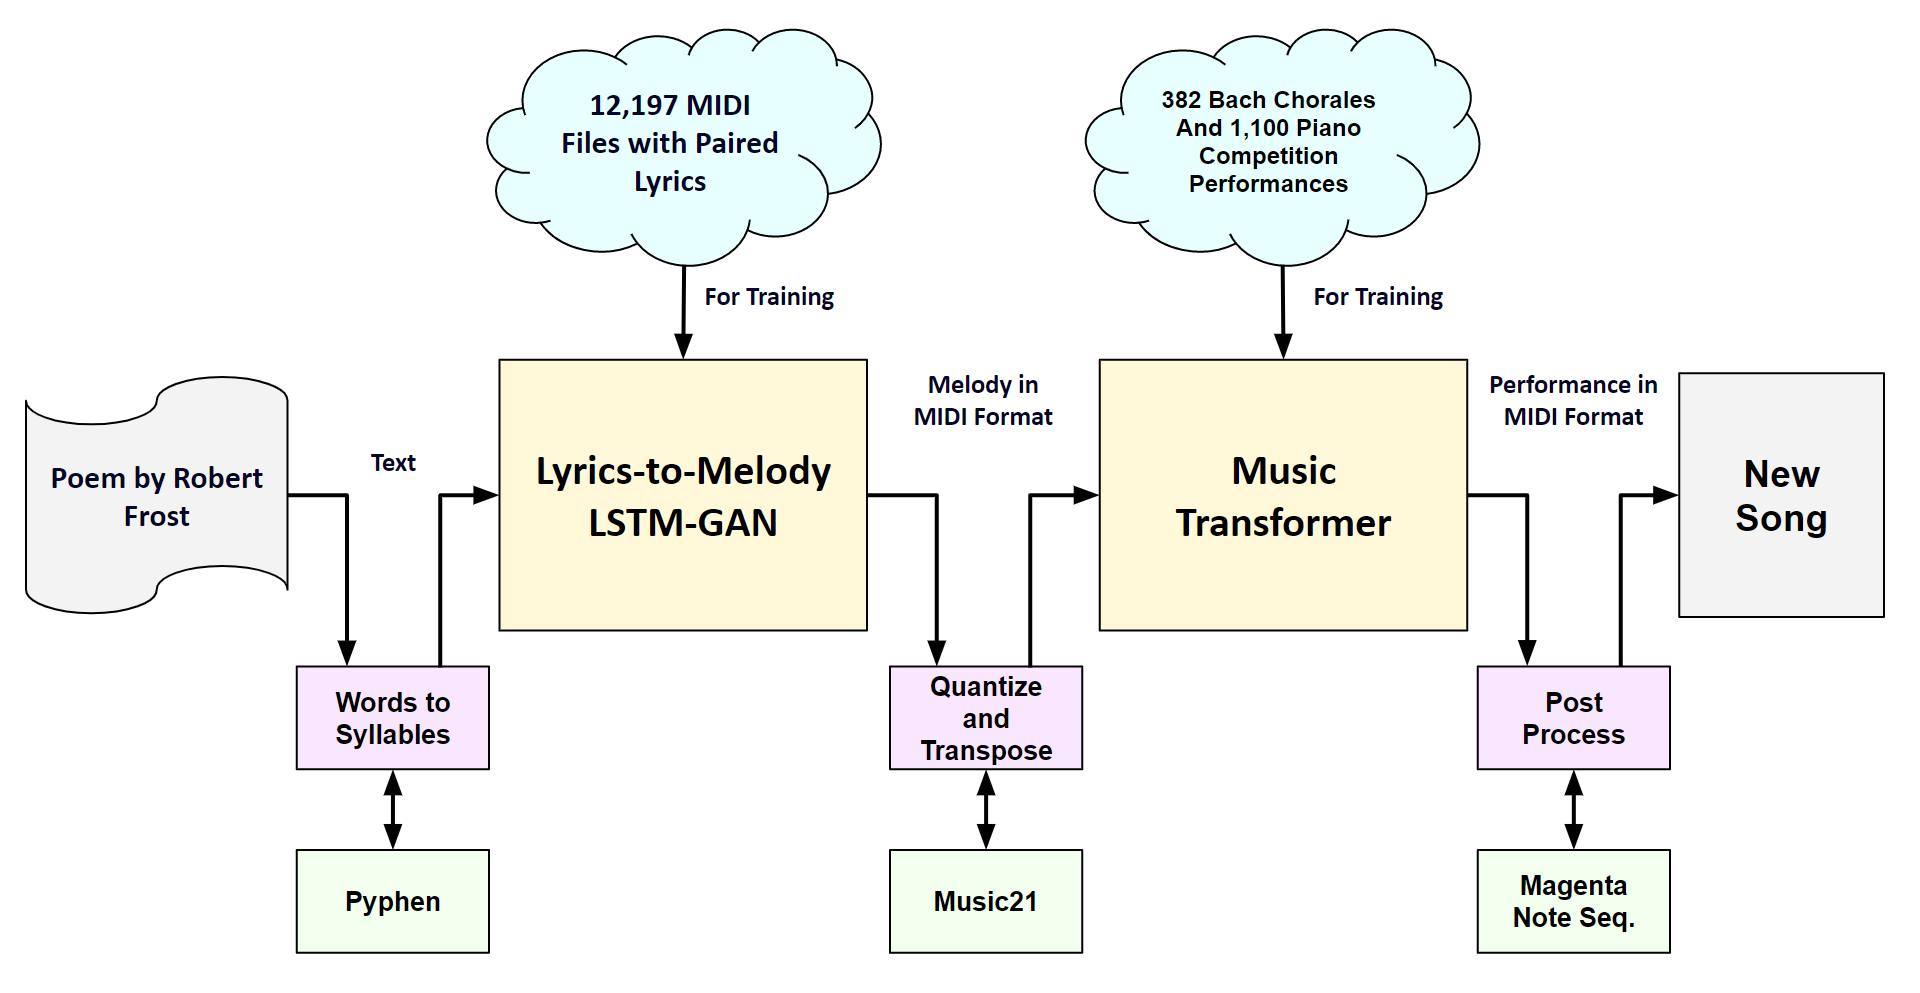 12,197 MIDI
Files with Paired
Lyrics
382 Bach Chorales
And 1,100 Piano
Competition
Performances
For Training
For Training
Poem by Robert
Frost
Text
Lyrics-to-Melody
LSTM-GAN
Melody in
MIDI Format
Music
Transformer
Performance in
MIDI Format
New
Song
Words to
Syllables
Quantize
and
Transpose
Post
Process
Pyphen
Music21
Magenta
Note Seq.